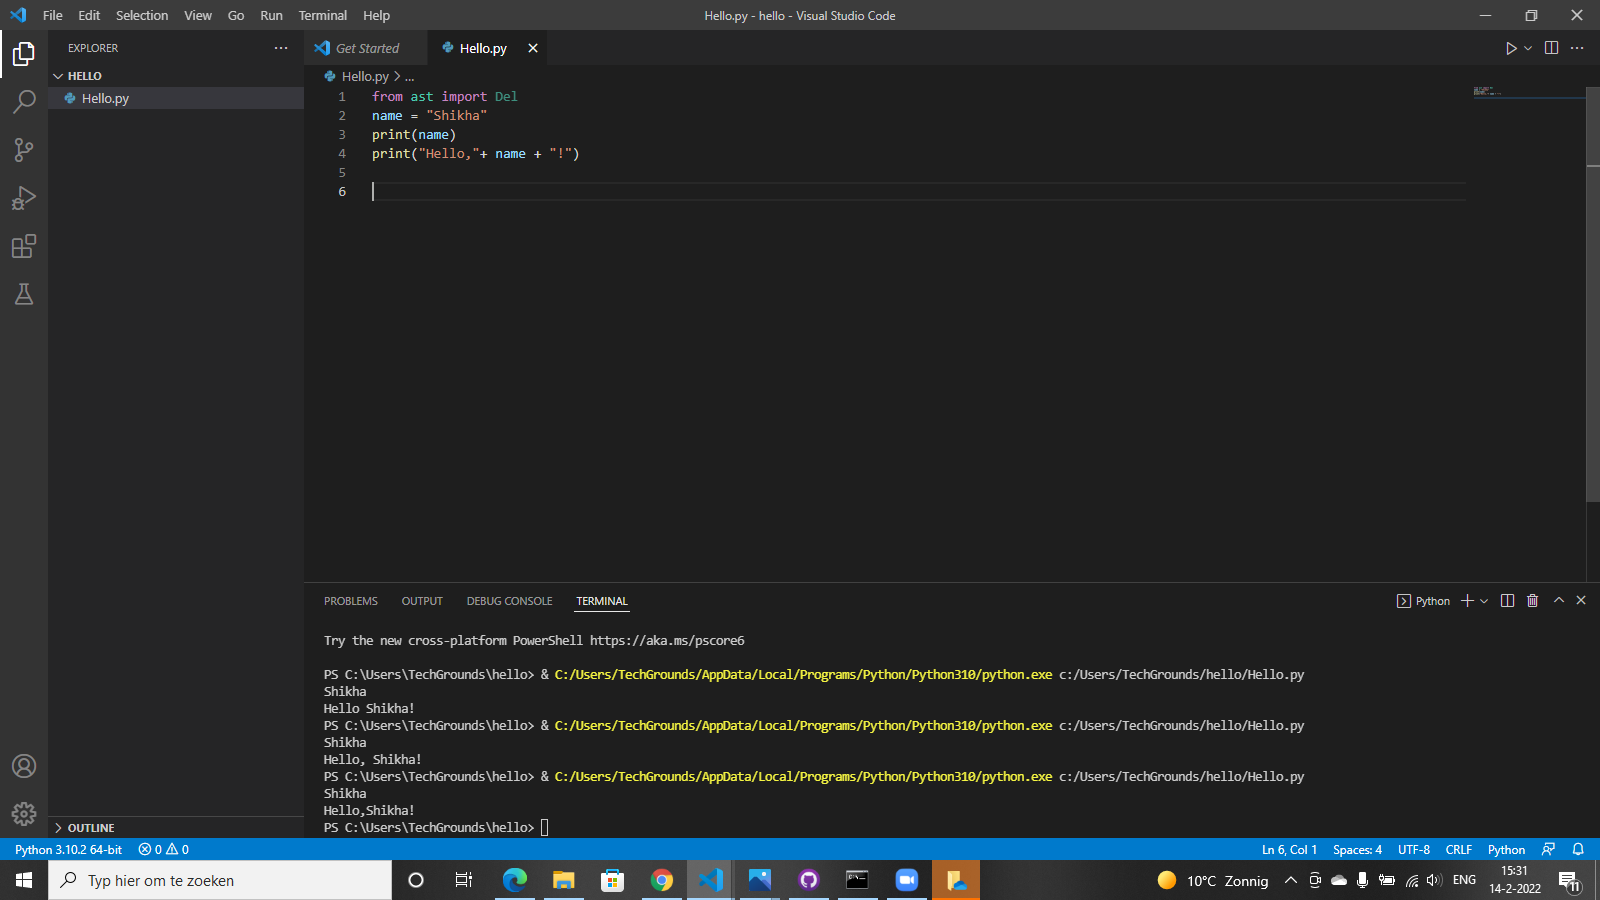 File Edit Selection View Go Run Terminal Help
Hello.py - hello - Visual Studio Code
EXPLORER
HELLO
Hello.py
OUTLINE
Get Started
Hello.py
Hello.py > ...
1 from ast import Del
2 name = "Shikha"
3 print(name)
4 print("Hello,"+ name + "!")
5
6
PROBLEMS OUTPUT DEBUG CONSOLE TERMINAL
Python
Try the new cross-platform PowerShell https://aka.ms/pscore6
PS C:\Users\TechGrounds\hello> & C:/Users/TechGrounds/AppData/Local/Programs/Python/Python310/python.exe c:/Users/TechGrounds/hello/Hello.py
Shikha
Hello Shikha!
PS C:\Users\TechGrounds\hello> & C:/Users/TechGrounds/AppData/Local/Programs/Python/Python310/python.exe c:/Users/TechGrounds/hello/Hello.py
Shikha
Hello, Shikha!
PS C:\Users\TechGrounds\hello> & C:/Users/TechGrounds/AppData/Local/Programs/Python/Python310/python.exe c:/Users/TechGrounds/hello/Hello.py
Shikha
Hello,Shikha!
PS C:\Users\TechGrounds\hello>
Python 3.10.2 64-bit 0 0
Ln 6, Col 1 Spaces: 4 UTF-8 CRLF Python
Typ hier om te zoeken
10°C Zonnig
ENG
15:31
14-2-2022
11